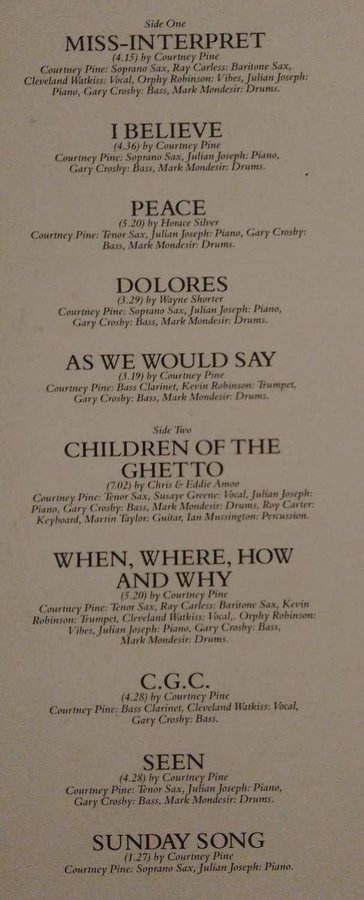 Side One
MISS-INTERPRET
(4.15) by Courtney Pine
Courtney Pine: Soprano Sax, Ray Carless: Baritone Sax,
Cleveland Watkiss: Vocal, Orphy Robinson: Vibes, Julian Joseph:
Piano, Gary Crosby: Bass, Mark Mondesir: Drums.
I BELIEVE
(4.36) by Courtney Pine
Courtney Pine: Soprano Sax, Julian Joseph: Piano,
Gary Crosby: Bass, Mark Mondesir: Drums.
PEACE
(5.20) by Horace Silver
Courtney Pine: Tenor Sax, Julian Joseph: Piano, Gary Crosby:
Bass, Mark Mondesir: Drums.
DOLORES
(3.29) by Wayne Shorter
Courtney Pine: Soprano Sax, Julian Joseph: Piano,
Gary Crosby: Bass, Mark Mondesir: Drums.
AS WE WOULD SAY
(3.19) by Courtney Pine
Courtney Pine: Bass Clarinet, Kevin Robinson: Trumpet,
Gary Crosby: Bass, Mark Mondesir: Drums.
Side Two
CHILDREN OF THE
GHETTO
(7.02) by Chris & Eddie Amoo
Courtney Pine: Tenor Sax, Susaye Greene: Vocal, Julian Joseph:
Piano, Gary Crosby: Bass, Mark Mondesir: Drums, Roy Carter:
Keyboard, Martin Taylor: Guitar, Ian Mussington: Percussion.
WHEN, WHERE, HOW
AND WHY
(5.20) by Courtney Pine
Courtney Pine: Tenor Sax, Ray Carless: Baritone Sax, Kevin
Robinson: Trumpet, Cleveland Watkiss: Vocal,. Orphy Robinson:
Vibes, Julian Joseph: Piano, Gary Crosby: Bass,
Mark Mondesir: Drums.
C.G.C.
(4.28) by Courtney Pine
Courtney Pine: Bass Clarinet, Cleveland Watkiss: Vocal,
Gary Crosby: Bass.
SEEN
(4.28) by Courtney Pine
Courtney Pine: Tenor Sax, Julian Joseph: Piano,
Gary Crosby: Bass, Mark Mondesir: Drums.
SUNDAY SONG
(1.27) by Courtney Pine
Courtney Pine: Soprano Sax, Julian Joseph: Piano.